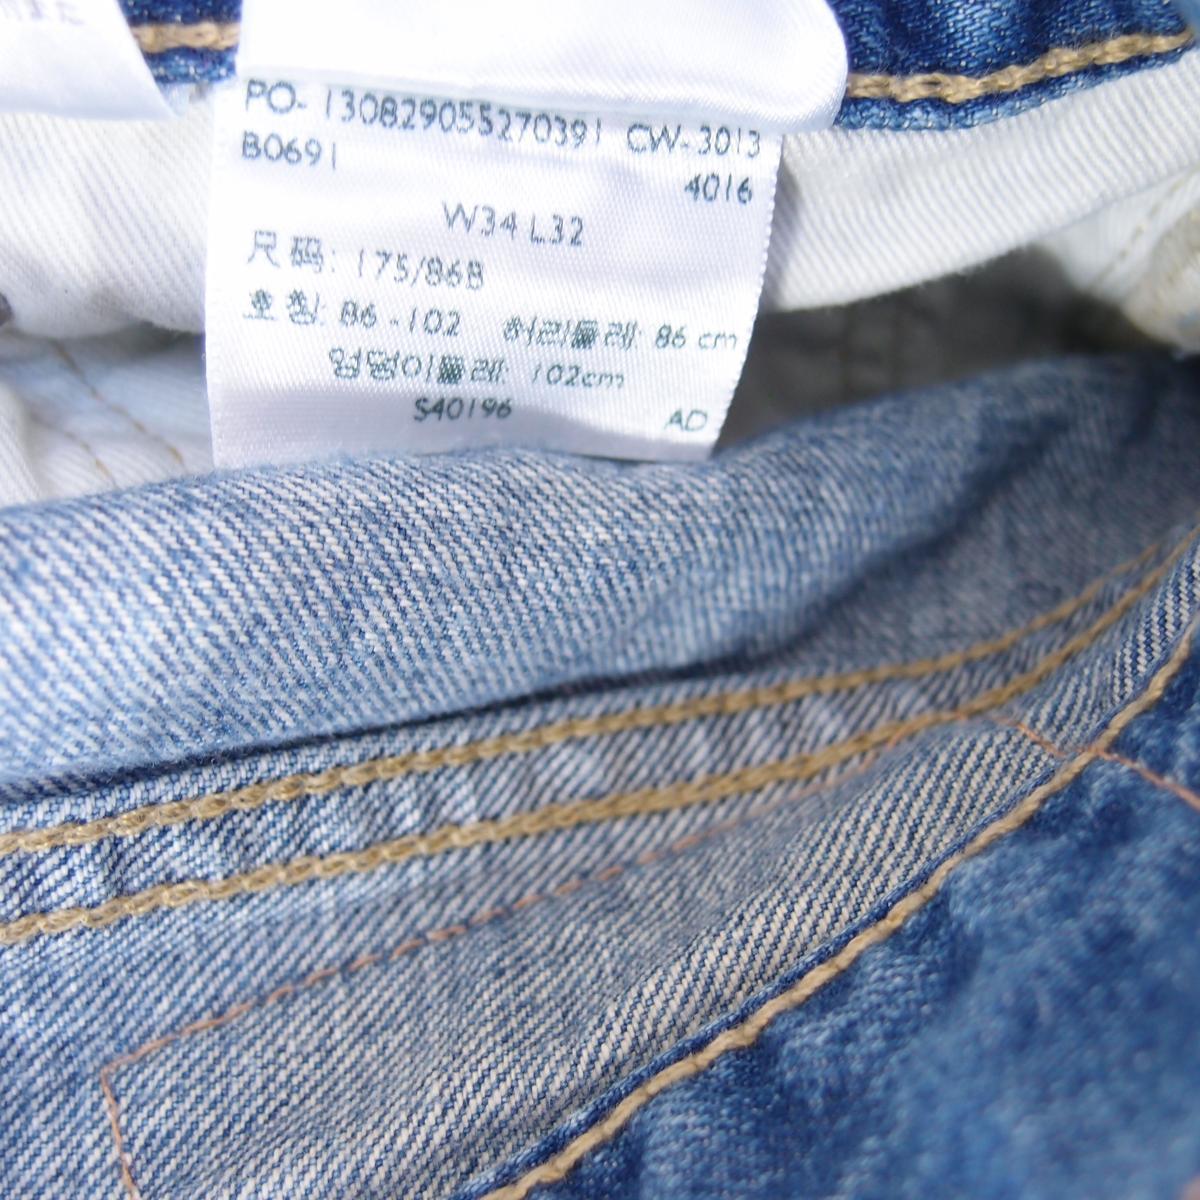 PO- 130829055270391 CW-3013
B0691 4016
W34 L32
尺码: 175/86B
호칭: 86 -102 허리둘레: 86 cm
엉덩이둘레: 102cm
S40196 AD